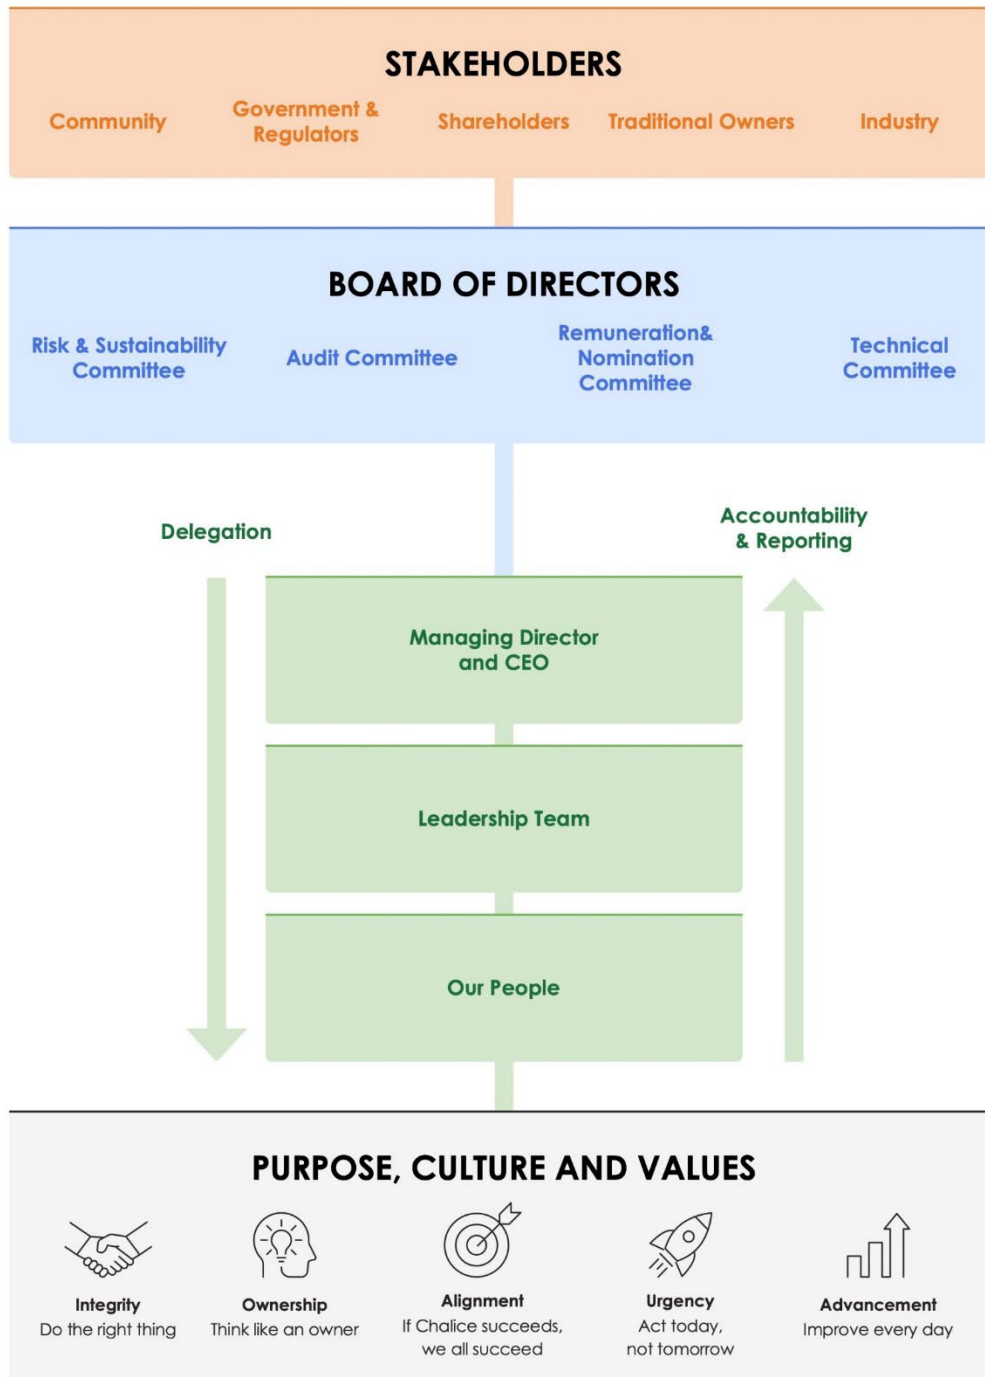 STAKEHOLDERS
Community
Government &
Regulators
Shareholders
Traditional Owners
Industry
BOARD OF DIRECTORS
Risk & Sustainability
Committee
Audit Committee
Remuneration&
Nomination
Committee
Technical
Committee
Delegation
Accountability
& Reporting
Managing Director
and CEO
Leadership Team
Our People
PURPOSE, CULTURE AND VALUES
Integrity
Do the right thing
Ownership
Think like an owner
Alignment
If Chalice succeeds,
we all succeed
Urgency
Act today,
not tomorrow
Advancement
Improve every day